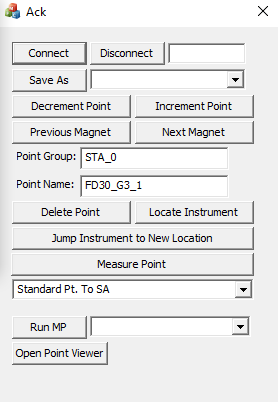 Ack
Connect Disconnect
Save As
Decrement Point Increment Point
Previous Magnet Next Magnet
Point Group: STA_0
Point Name: FD30_G3_1
Delete Point Locate Instrument
Jump Instrument to New Location
Measure Point
Standard Pt. To SA
Run MP
Open Point Viewer